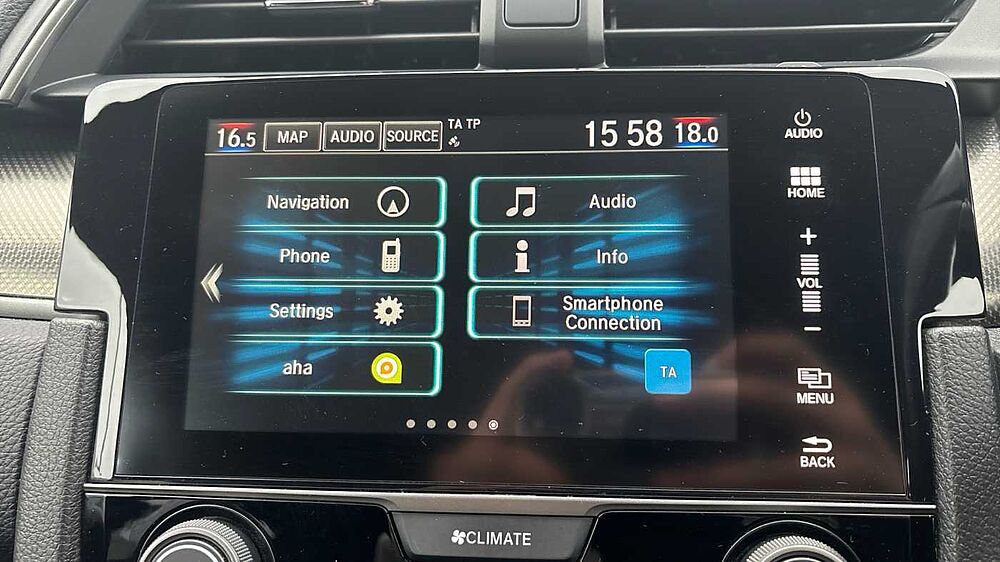 16.5 MAP AUDIO SOURCE TA TP 15 58 18.0
AUDIO
HOME
Navigation
Audio
Phone
Info
+
VOL
-
Settings
Smartphone
Connection
aha
TA
MENU
BACK
CLIMATE